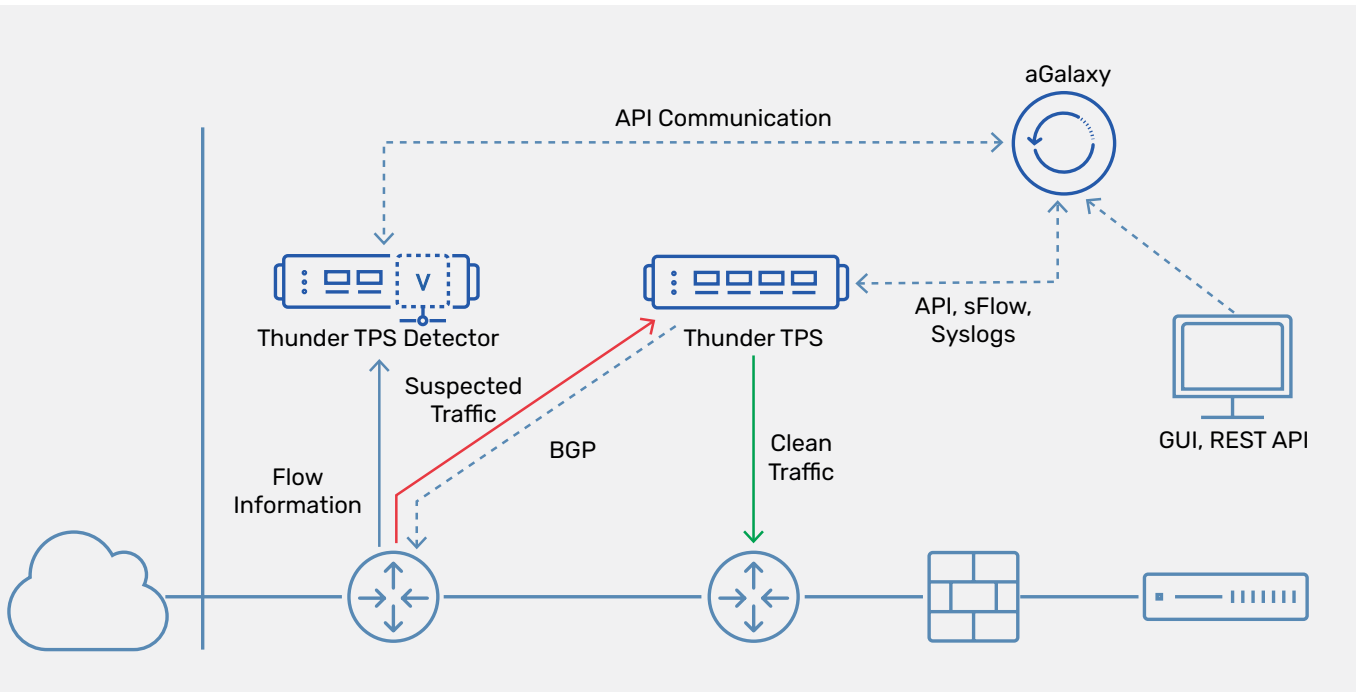 aGalaxy
API Communication
V
Thunder TPS Detector
Thunder TPS
API, sFlow,
Syslogs
Suspected
Traffic
BGP
Clean
Traffic
GUI, REST API
Flow
Information